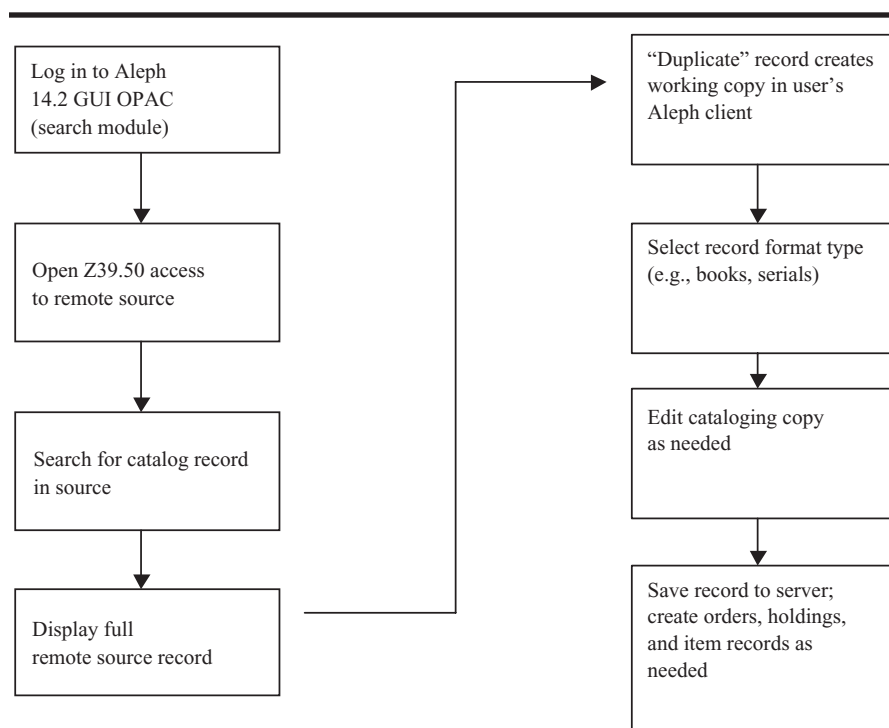 Log in to Aleph
14.2 GUI OPAC
(search module)
Open Z39.50 access
to remote source
Search for catalog record
in source
Display full
remote source record
“Duplicate” record creates
working copy in user’s
Aleph client
Select record format type
(e.g., books, serials)
Edit cataloging copy
as needed
Save record to server;
create orders, holdings,
and item records as
needed